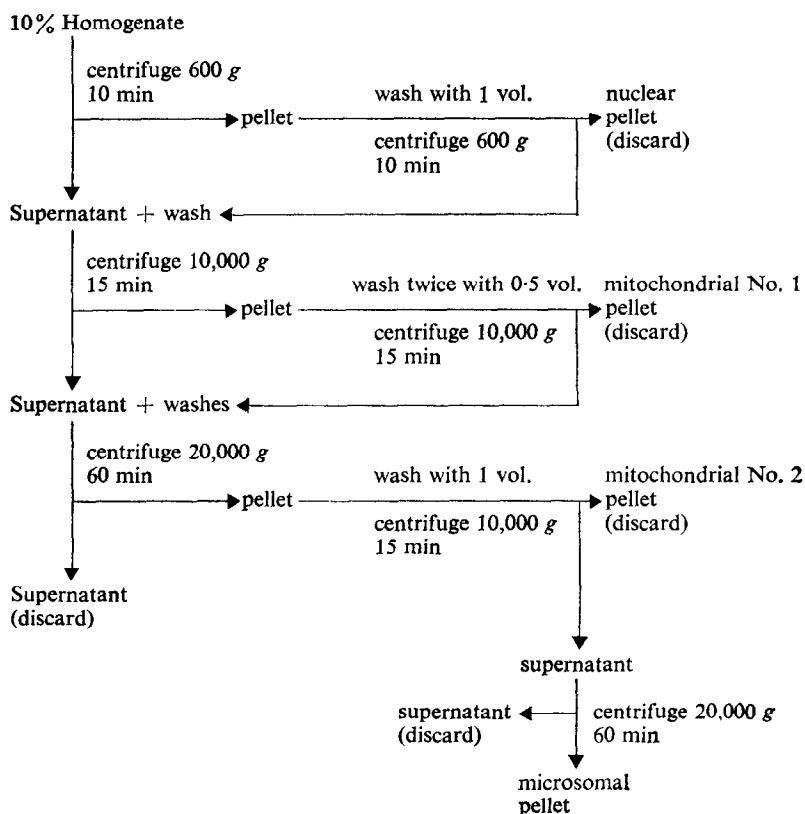 10% Homogenate
centrifuge 600 g
10 min
pellet
wash with 1 vol.
centrifuge 600 g
10 min
nuclear
pellet
(discard)
Supernatant + wash
centrifuge 10,000 g
15 min
pellet
wash twice with 0·5 vol.
centrifuge 10,000 g
15 min
mitochondrial No. 1
pellet
(discard)
Supernatant + washes
centrifuge 20,000 g
60 min
pellet
wash with 1 vol.
centrifuge 10,000 g
15 min
mitochondrial No. 2
pellet
(discard)
Supernatant
(discard)
supernatant
supernatant
(discard)
centrifuge 20,000 g
60 min
microsomal
pellet